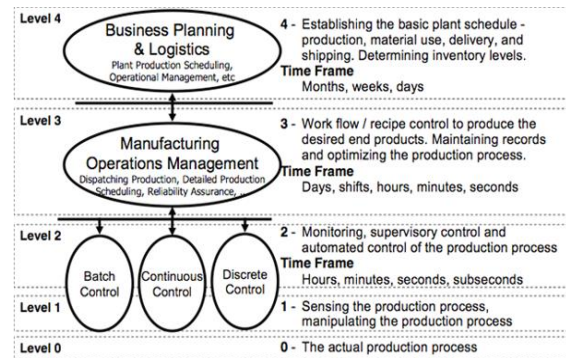 Level 4
Business Planning
& Logistics
Plant Production Scheduling,
Operational Management, etc
4 - Establishing the basic plant schedule -
production, material use, delivery, and
shipping. Determining inventory levels.
Time Frame
Months, weeks, days
Level 3
Manufacturing
Operations Management
Dispatching Production, Detailed Production
Scheduling, Reliability Assurance, ...
3 - Work flow / recipe control to produce the
desired end products. Maintaining records
and optimizing the production process.
Time Frame
Days, shifts, hours, minutes, seconds
Level 2
Batch
Control
Continuous
Control
Discrete
Control
2 - Monitoring, supervisory control and
automated control of the production process
Time Frame
Hours, minutes, seconds, subseconds
Level 1
1 - Sensing the production process,
manipulating the production process
Level 0
0 - The actual production process